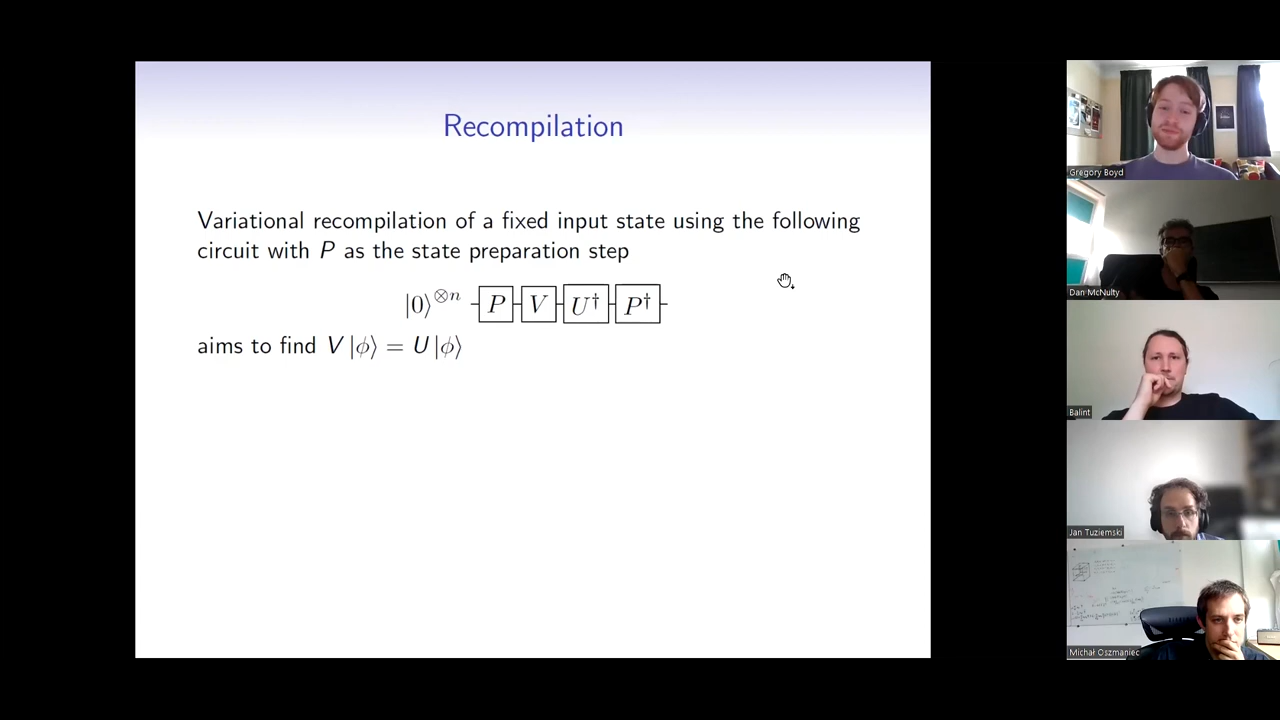 Recompilation
Variational recompilation of a fixed input state using the following
circuit with P as the state preparation step
|0⟩^{⊗n} P V U† P†
aims to find V |ϕ⟩ = U |ϕ⟩
Gregory Boyd
Dan McNulty
Balint
Jan Tuziemski
Michał Oszmaniec